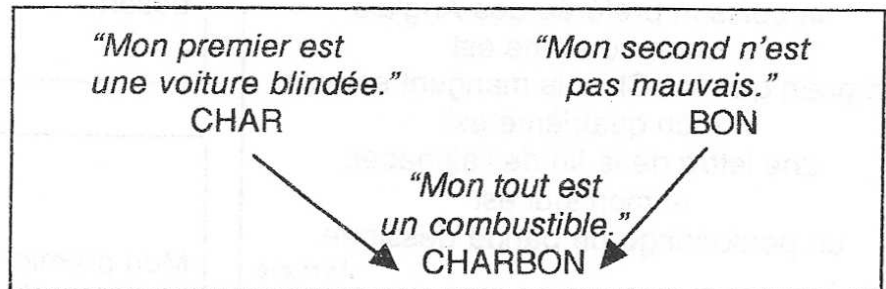 "Mon premier est
une voiture blindée."
CHAR
"Mon second n'est
pas mauvais."
BON
"Mon tout est
un combustible."
CHARBON